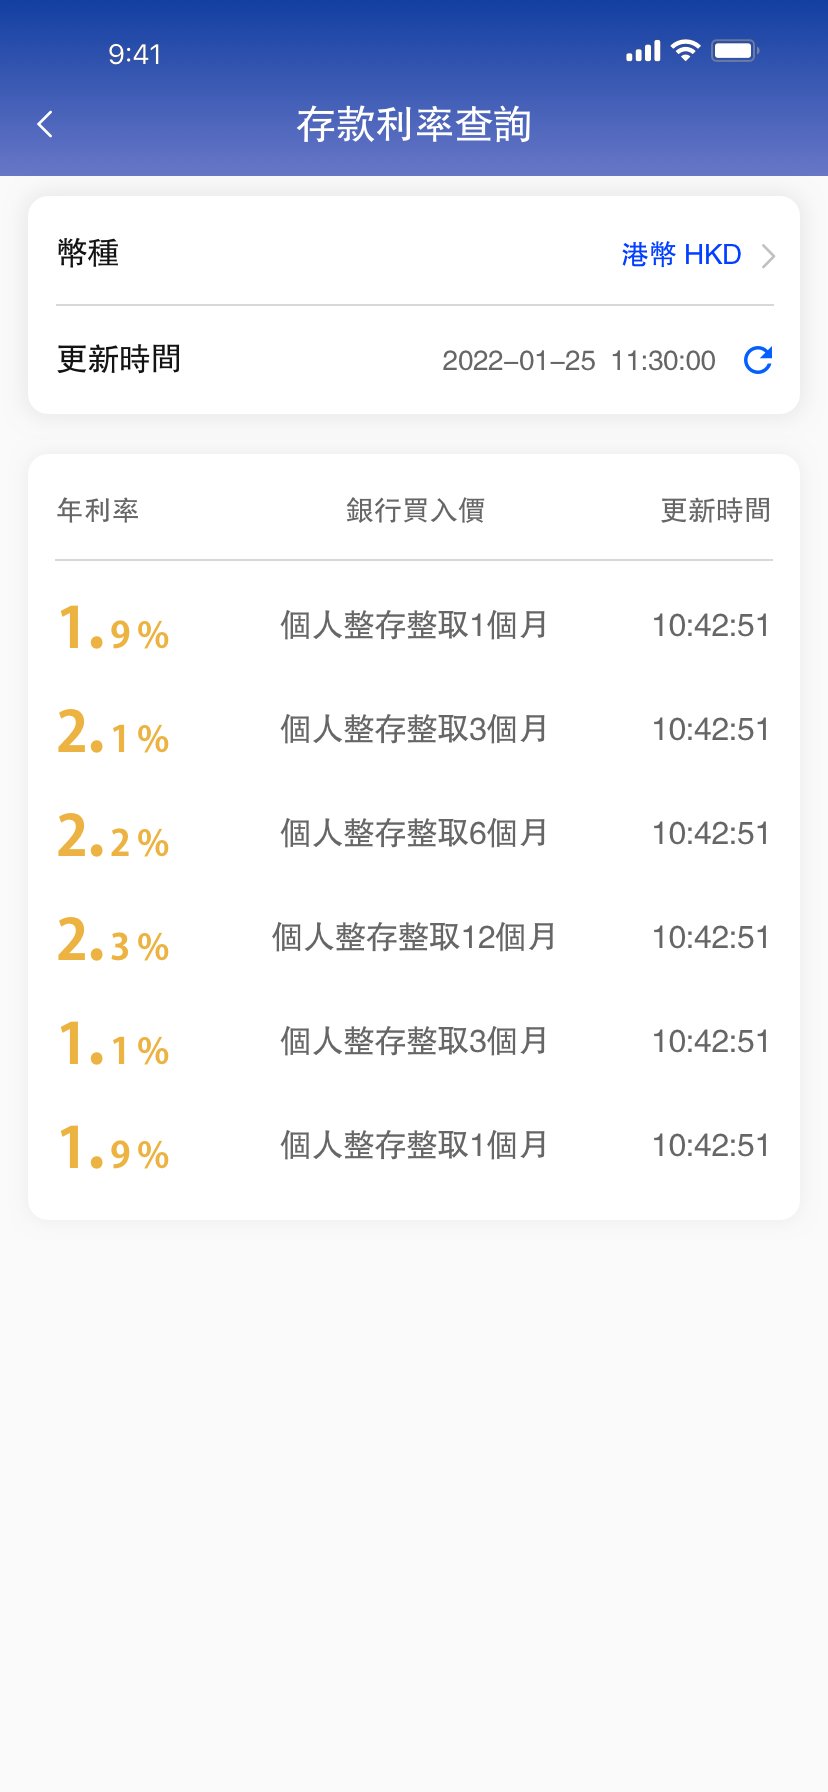 9:41
存款利率查詢
幣種 港幣 HKD
更新時間 2022-01-25 11:30:00
年利率 銀行買入價 更新時間
1.9% 個人整存整取1個月 10:42:51
2.1% 個人整存整取3個月 10:42:51
2.2% 個人整存整取6個月 10:42:51
2.3% 個人整存整取12個月 10:42:51
1.1% 個人整存整取3個月 10:42:51
1.9% 個人整存整取1個月 10:42:51